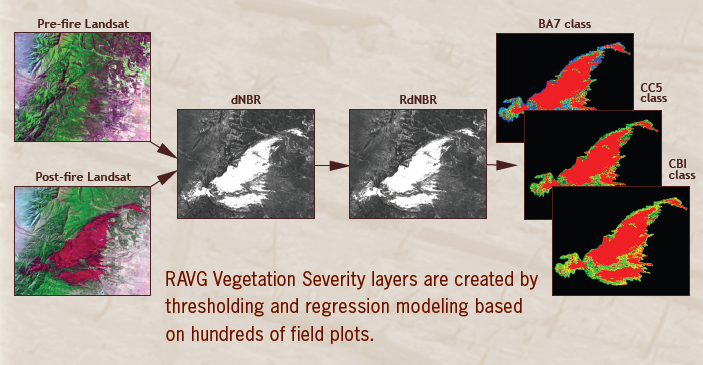 Pre-fire Landsat
Post-fire Landsat
dNBR
RdNBR
BA7 class
CC5
class
CBI
class
RAVG Vegetation Severity layers are created by
thresholding and regression modeling based
on hundreds of field plots.